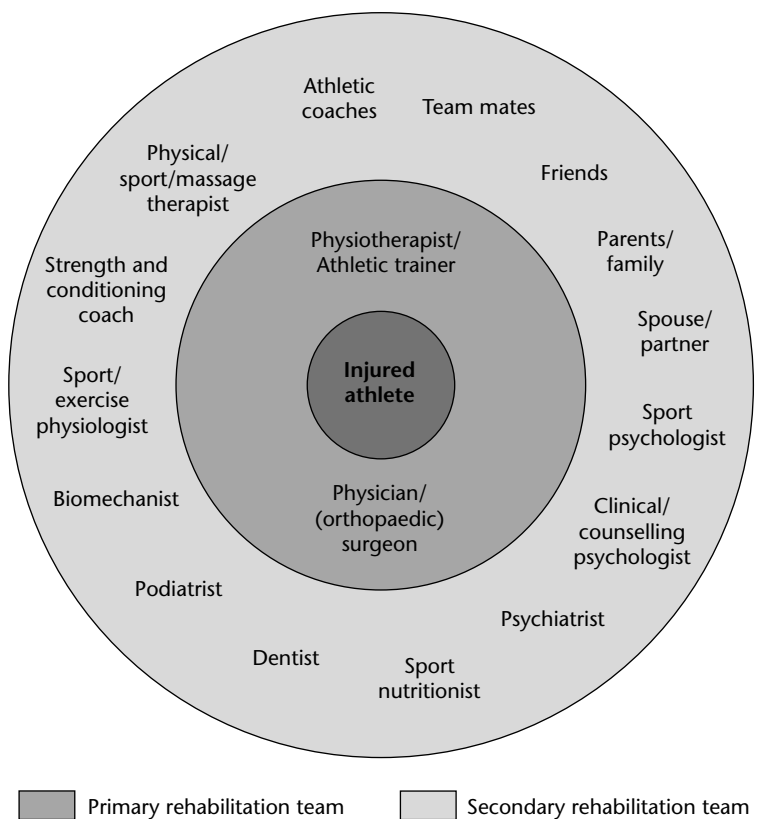 Athletic
coaches
Team mates
Friends
Parents/
family
Spouse/
partner
Sport
psychologist
Clinical/
counselling
psychologist
Psychiatrist
Sport
nutritionist
Dentist
Podiatrist
Biomechanist
Sport/
exercise
physiologist
Strength and
conditioning
coach
Physical/
sport/massage
therapist
Physiotherapist/
Athletic trainer
Injured
athlete
Physician/
(orthopaedic)
surgeon
Primary rehabilitation team
Secondary rehabilitation team